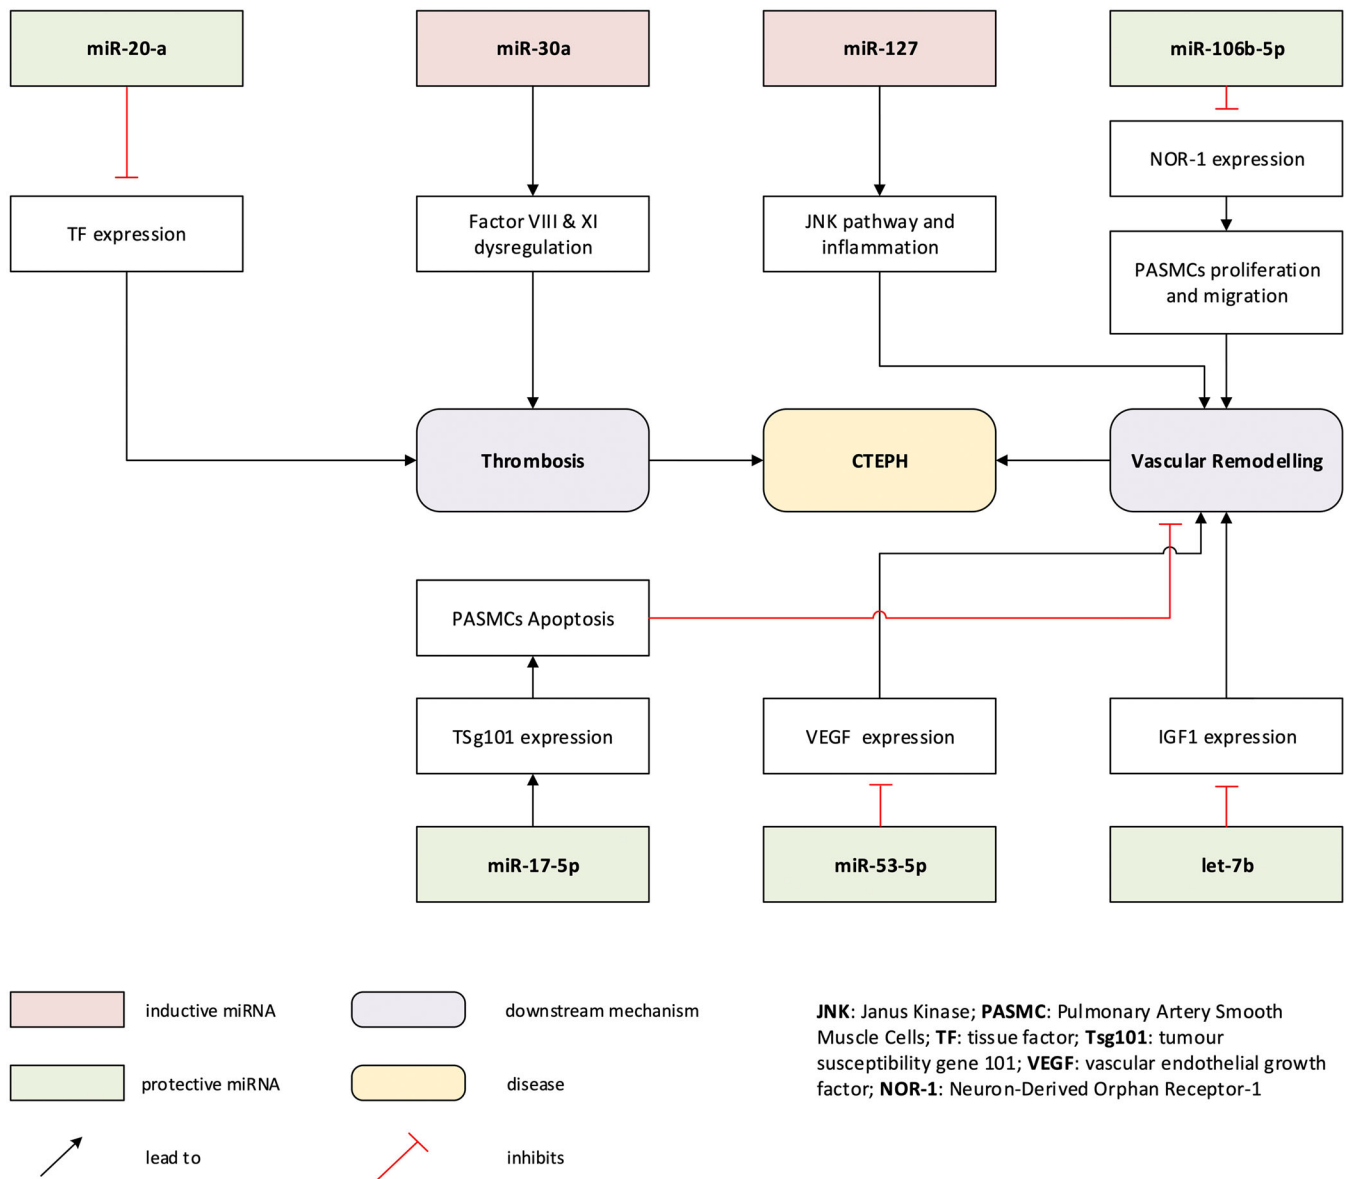 miR-20-a
miR-30a
miR-127
miR-106b-5p
NOR-1 expression
TF expression
Factor VIII & XI
dysregulation
JNK pathway and
inflammation
PASMCs proliferation
and migration
Thrombosis
CTEPH
Vascular Remodelling
PASMCs Apoptosis
TSg101 expression
VEGF expression
IGF1 expression
miR-17-5p
miR-53-5p
let-7b
inductive miRNA
downstream mechanism
protective miRNA
disease
lead to
inhibits
JNK: Janus Kinase; PASMC: Pulmonary Artery Smooth
Muscle Cells; TF: tissue factor; Tsg101: tumour
susceptibility gene 101; VEGF: vascular endothelial growth
factor; NOR-1: Neuron-Derived Orphan Receptor-1